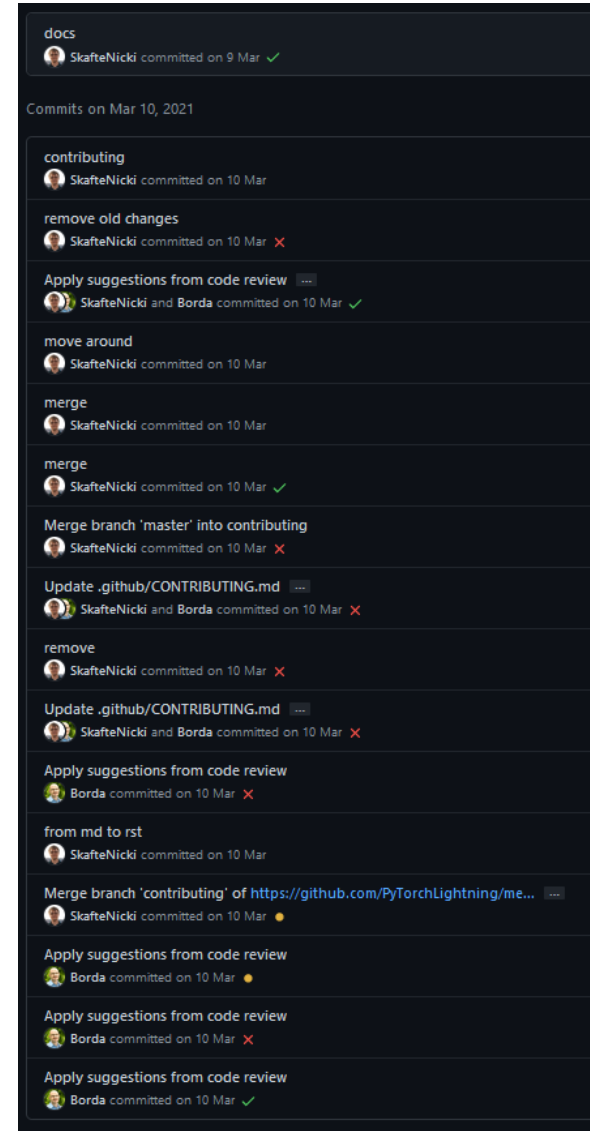 docs
SkafteNicki committed on 9 Mar ✓
Commits on Mar 10, 2021
contributing
SkafteNicki committed on 10 Mar
remove old changes
SkafteNicki committed on 10 Mar ✕
Apply suggestions from code review ...
SkafteNicki and Borda committed on 10 Mar ✓
move around
SkafteNicki committed on 10 Mar
merge
SkafteNicki committed on 10 Mar
merge
SkafteNicki committed on 10 Mar ✓
Merge branch 'master' into contributing
SkafteNicki committed on 10 Mar ✕
Update .github/CONTRIBUTING.md ...
SkafteNicki and Borda committed on 10 Mar ✕
remove
SkafteNicki committed on 10 Mar ✕
Update .github/CONTRIBUTING.md ...
SkafteNicki and Borda committed on 10 Mar ✕
Apply suggestions from code review
Borda committed on 10 Mar ✕
from md to rst
SkafteNicki committed on 10 Mar
Merge branch 'contributing' of https://github.com/PyTorchLightning/me... ...
SkafteNicki committed on 10 Mar ●
Apply suggestions from code review
Borda committed on 10 Mar ●
Apply suggestions from code review
Borda committed on 10 Mar ✕
Apply suggestions from code review
Borda committed on 10 Mar ✓